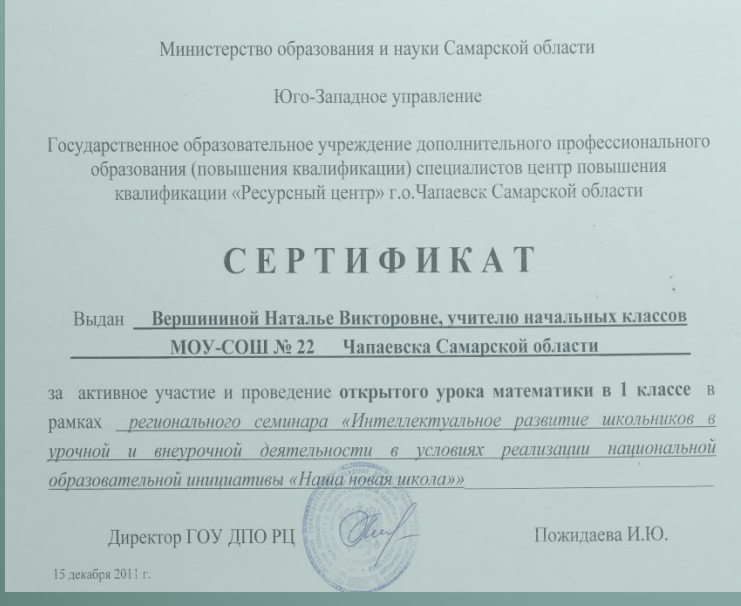 Министерство образования и науки Самарской области
Юго-Западное управление
Государственное образовательное учреждение дополнительного профессионального
образования (повышения квалификации) специалистов центр повышения
квалификации «Ресурсный центр» г.о.Чапаевск Самарской области
СЕРТИФИКАТ
Выдан Вершининой Наталье Викторовне, учителю начальных классов
МОУ-СОШ № 22 Чапаевска Самарской области
за активное участие и проведение открытого урока математики в 1 классе в
рамках регионального семинара «Интеллектуальное развитие школьников в
урочной и внеурочной деятельности в условиях реализации национальной
образовательной инициативы «Наша новая школа»»
Директор ГОУ ДПО РЦ Пожидаева И.Ю.
15 декабря 2011 г.